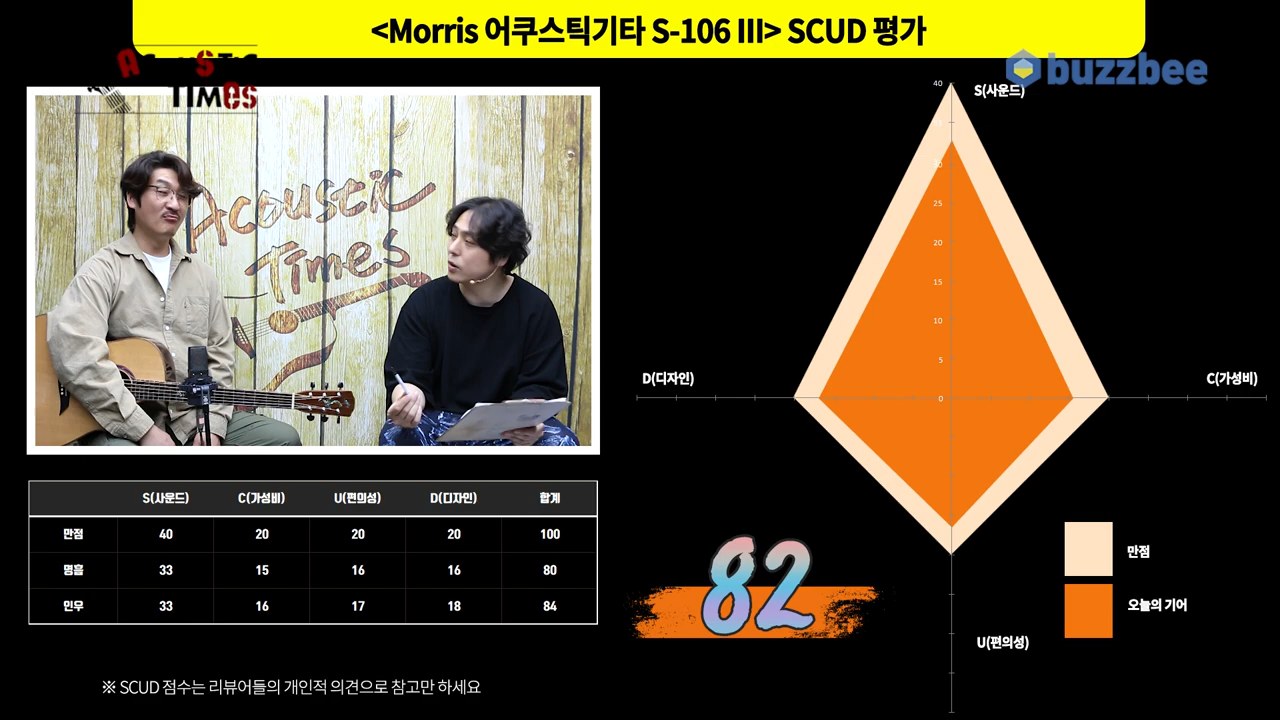 <Morris 어쿠스틱기타 S-106 III> SCUD 평가
ACOUSTIC
TIMES
buzzbee
Acoustic
Times
S(사운드)
40
35
30
25
20
15
10
5
0
D(디자인)
C(가성비)
U(편의성)
만점
오늘의 기어
S(사운드) C(가성비) U(편의성) D(디자인) 합계
만점 40 20 20 20 100
명흠 33 15 16 16 80
민우 33 16 17 18 84
82
※ SCUD 점수는 리뷰어들의 개인적 의견으로 참고만 하세요